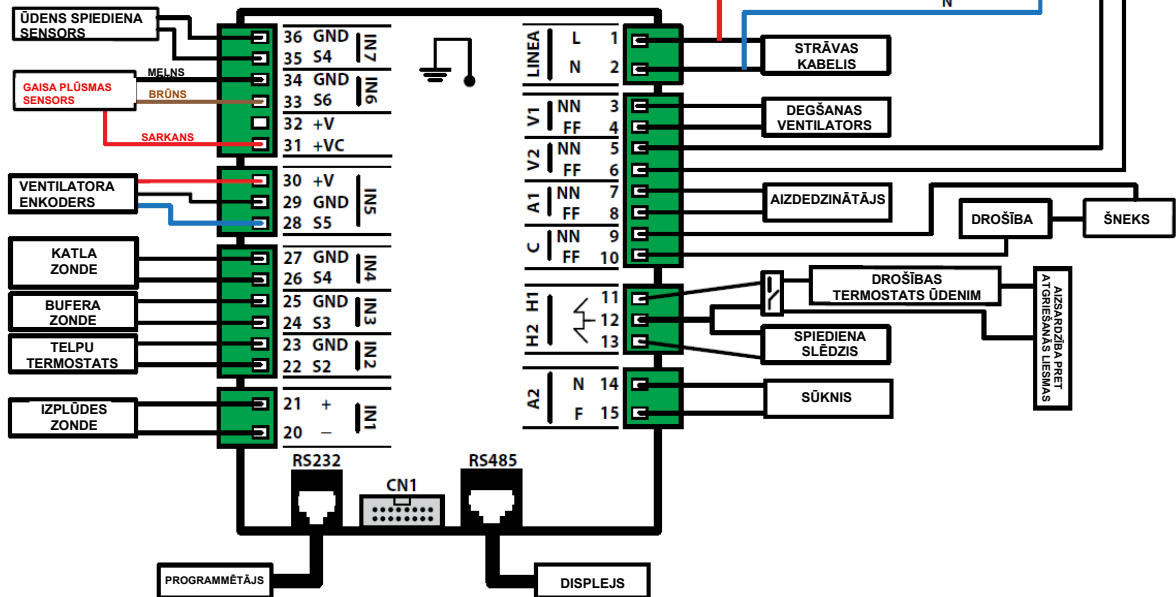 N
ŪDENS SPIEDIENA
SENSORS
36 GND
35 S4
IN7
MELNS
34 GND
33 S6
IN6
GAISA PLŪSMAS
SENSORS
BRŪNS
32 +V
31 +VC
SARKANS
VENTILATORA
ENKODERS
30 +V
29 GND
28 S5
IN5
KATLA
ZONDE
27 GND
26 S4
IN4
BUFERA
ZONDE
25 GND
24 S3
IN3
TELPU
TERMOSTATS
23 GND
22 S2
IN2
IZPLŪDES
ZONDE
21 +
20 –
IN1
LINEA
L 1
N 2
STRĀVAS
KABELIS
V1
NN 3
FF 4
DEGŠANAS
VENTILATORS
V2
NN 5
FF 6
A1
NN 7
FF 8
AIZDEDZINĀTĀJS
C
NN 9
FF 10
DROŠĪBA
ŠNEKS
H2 H1
11
12
13
DROŠĪBAS
TERMOSTATS ŪDENIM
SPIEDIENA
SLĒDZIS
AIZSARDZĪBA PRET
ATGRIEŠANĀS LIESMAS
A2
N 14
F 15
SŪKNIS
RS232
CN1
RS485
PROGRAMMĒTĀJS
DISPLEJS